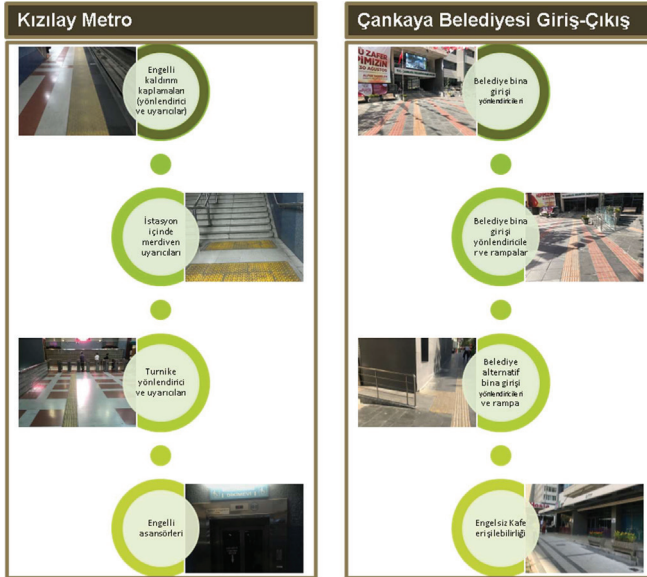 Kızılay Metro
Engelli
kaldırım
kaplamaları
(yönlendirici
ve uyarıcılar)
İstasyon
içinde
merdiven
uyarıcıları
Turnike
yönlendirici
ve uyarıcıları
Engelli
asansörleri
Çankaya Belediyesi Giriş-Çıkış
Belediye bina
girişi
yönlendiricileri
Belediye bina
girişi
yönlendiricile
r ve rampalar
Belediye
alternatif
bina girişi
yönlendiricileri
ve rampa
Engelsiz Kafe
erişilebilirliği
ZAFER